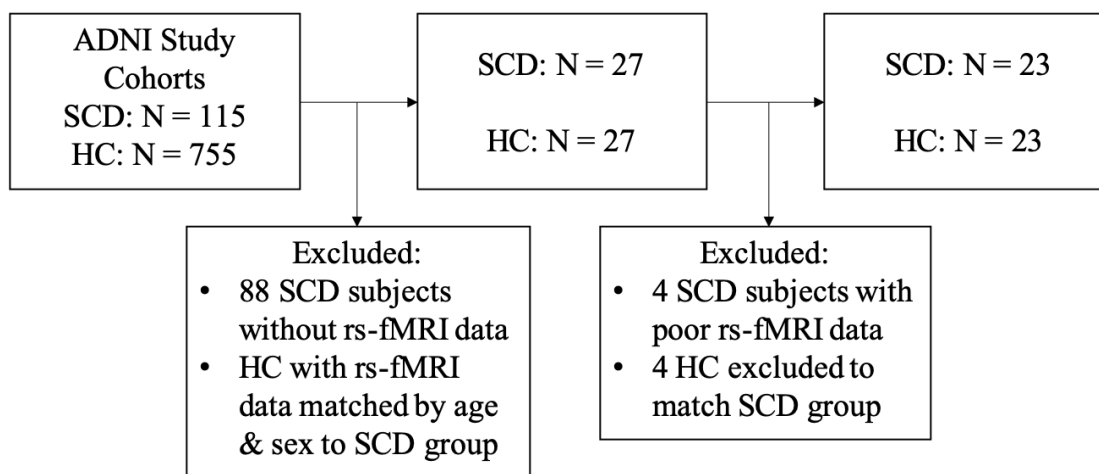 ADNI Study
Cohorts
SCD: N = 115
HC: N = 755
SCD: N = 27
HC: N = 27
SCD: N = 23
HC: N = 23
Excluded:
• 88 SCD subjects
without rs-fMRI data
• HC with rs-fMRI
data matched by age
& sex to SCD group
Excluded:
• 4 SCD subjects with
poor rs-fMRI data
• 4 HC excluded to
match SCD group